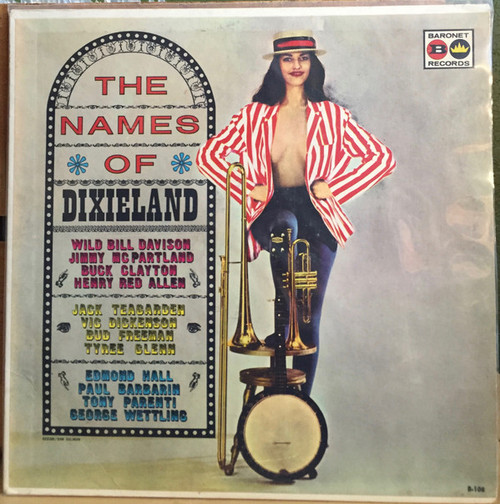 THE
NAMES
OF
DIXIELAND
WILD BILL DAVISON
JIMMY McPARTLAND
BUCK CLAYTON
HENRY RED ALLEN
JACK TEAGARDEN
VIC DICKENSON
BUD FREEMAN
TYREE GLENN
EDMOND HALL
PAUL BARBARIN
TONY PARENTI
GEORGE WETTLING
BARONET
B
RECORDS
B-108